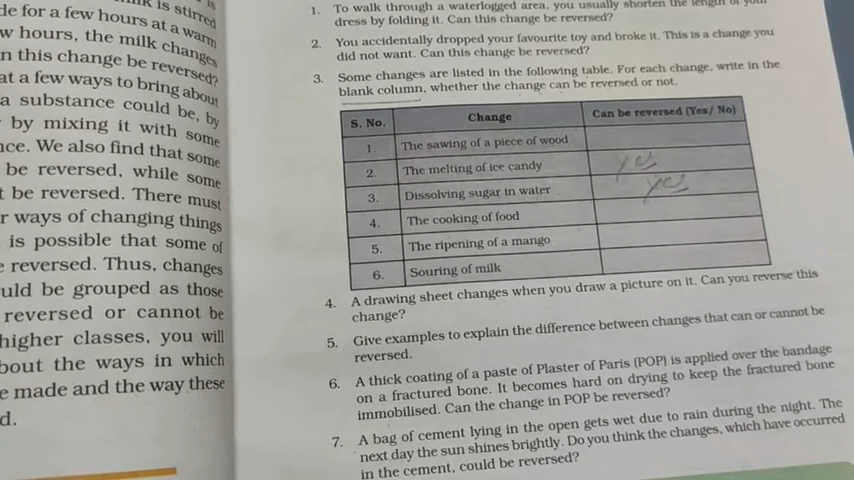 is stirred
de for a few hours at a warm
w hours, the milk changes
n this change be reversed?
at a few ways to bring about
a substance could be, by
by mixing it with some
nce. We also find that some
be reversed, while some
t be reversed. There must
r ways of changing things
is possible that some of
e reversed. Thus, changes
uld be grouped as those
reversed or cannot be
higher classes, you will
bout the ways in which
e made and the way these
d.
1. To walk through a waterlogged area, you usually shorten the length of your
dress by folding it. Can this change be reversed?
2. You accidentally dropped your favourite toy and broke it. This is a change you
did not want. Can this change be reversed?
3. Some changes are listed in the following table. For each change, write in the
blank column, whether the change can be reversed or not.
S. No. Change Can be reversed (Yes/ No)
1. The sawing of a piece of wood
2. The melting of ice candy yes
3. Dissolving sugar in water yes
4. The cooking of food
5. The ripening of a mango
6. Souring of milk
4. A drawing sheet changes when you draw a picture on it. Can you reverse this
change?
5. Give examples to explain the difference between changes that can or cannot be
reversed.
6. A thick coating of a paste of Plaster of Paris (POP) is applied over the bandage
on a fractured bone. It becomes hard on drying to keep the fractured bone
immobilised. Can the change in POP be reversed?
7. A bag of cement lying in the open gets wet due to rain during the night. The
next day the sun shines brightly. Do you think the changes, which have occurred
in the cement, could be reversed?